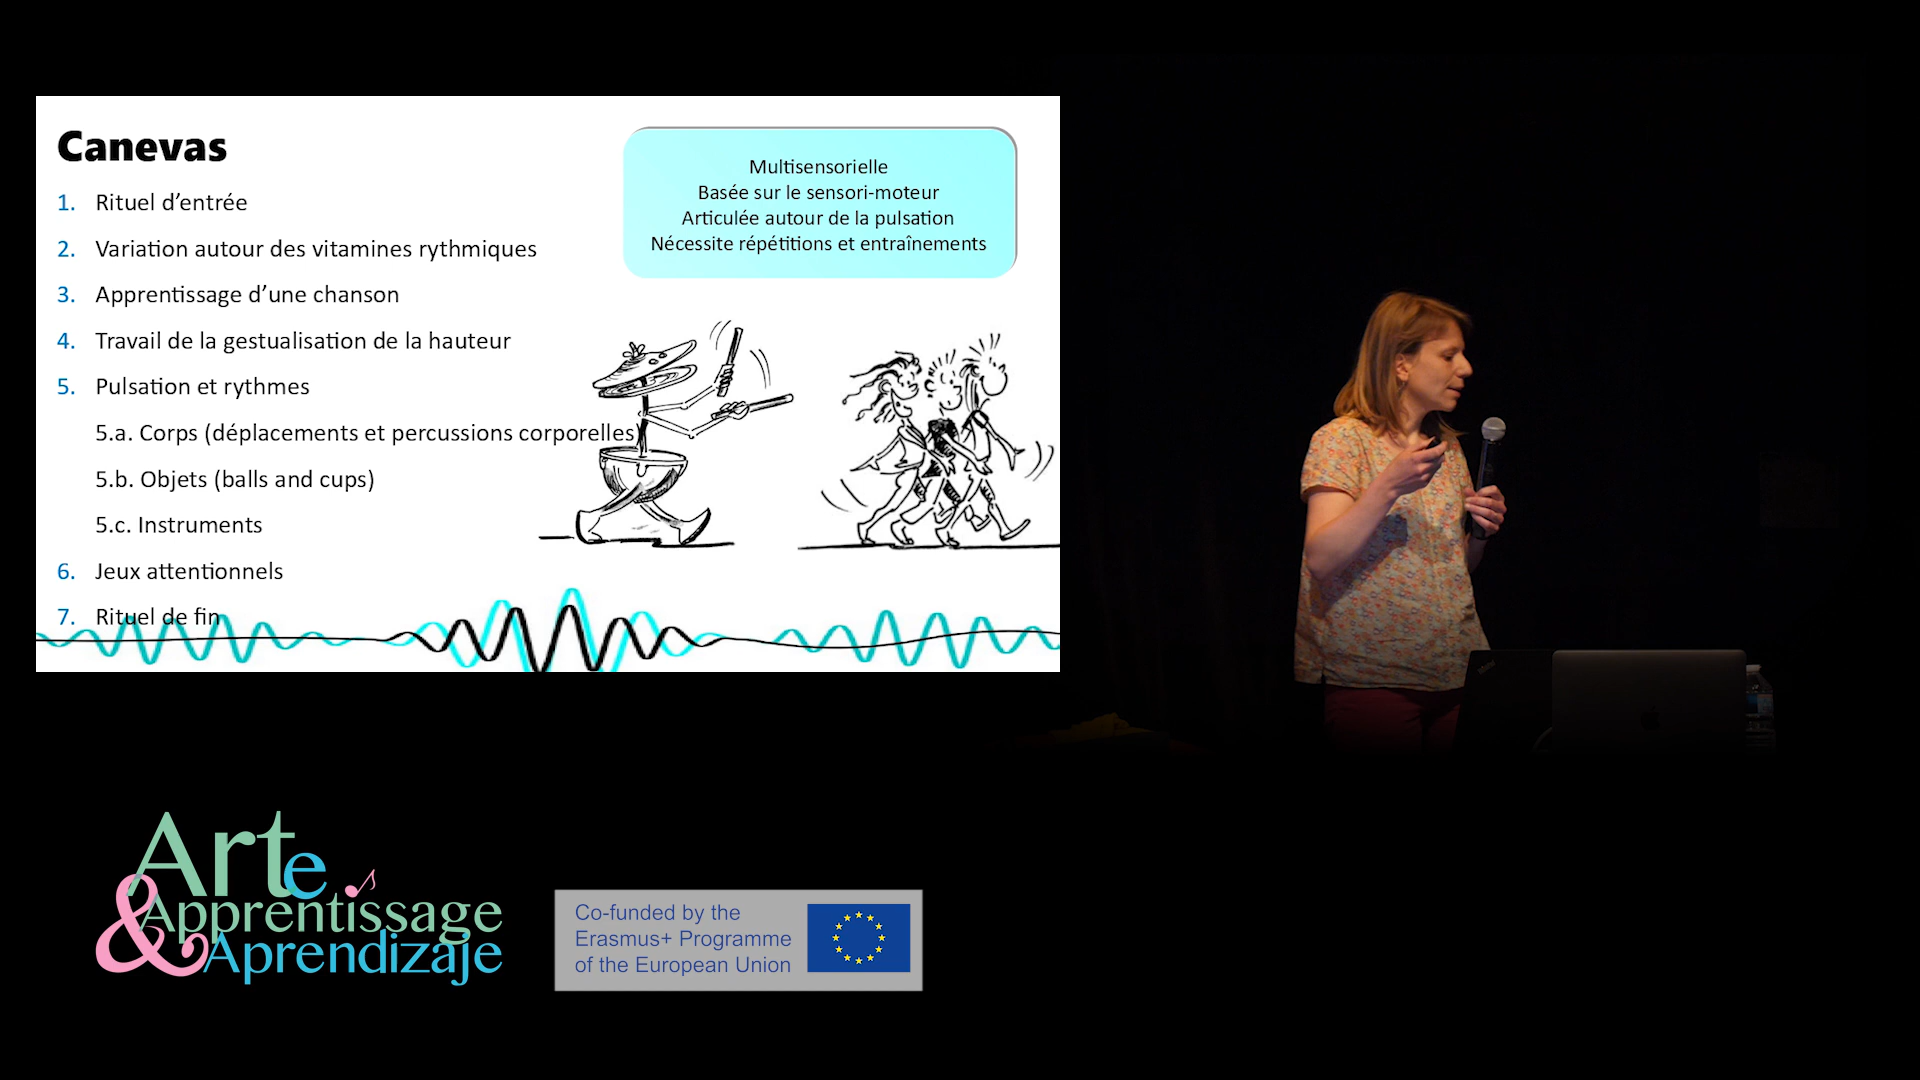 Canevas
1. Rituel d’entrée
2. Variation autour des vitamines rythmiques
3. Apprentissage d’une chanson
4. Travail de la gestualisation de la hauteur
5. Pulsation et rythmes
5.a. Corps (déplacements et percussions corporelles)
5.b. Objets (balls and cups)
5.c. Instruments
6. Jeux attentionnels
7. Rituel de fin
Multisensorielle
Basée sur le sensori-moteur
Articulée autour de la pulsation
Nécessite répétitions et entraînements
Arte
& Apprentissage
Aprendizaje
Co-funded by the
Erasmus+ Programme
of the European Union